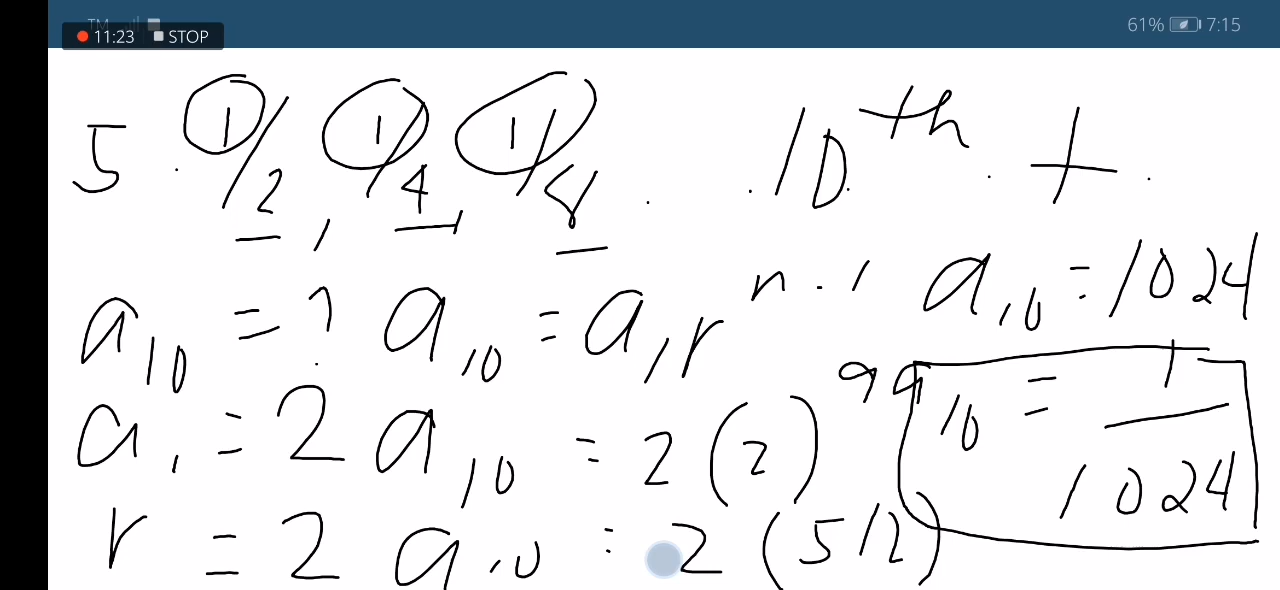 TM 61% 7:15
11:23 STOP
5. 1/2, 1/4, 1/8 . . 10th . t .
a10 = ? a10 = a1r^n-1 a10 = 1024
a1 = 2 a10 = 2(2)^9 a10 = 1/1024
r = 2 a10 = 2(512)